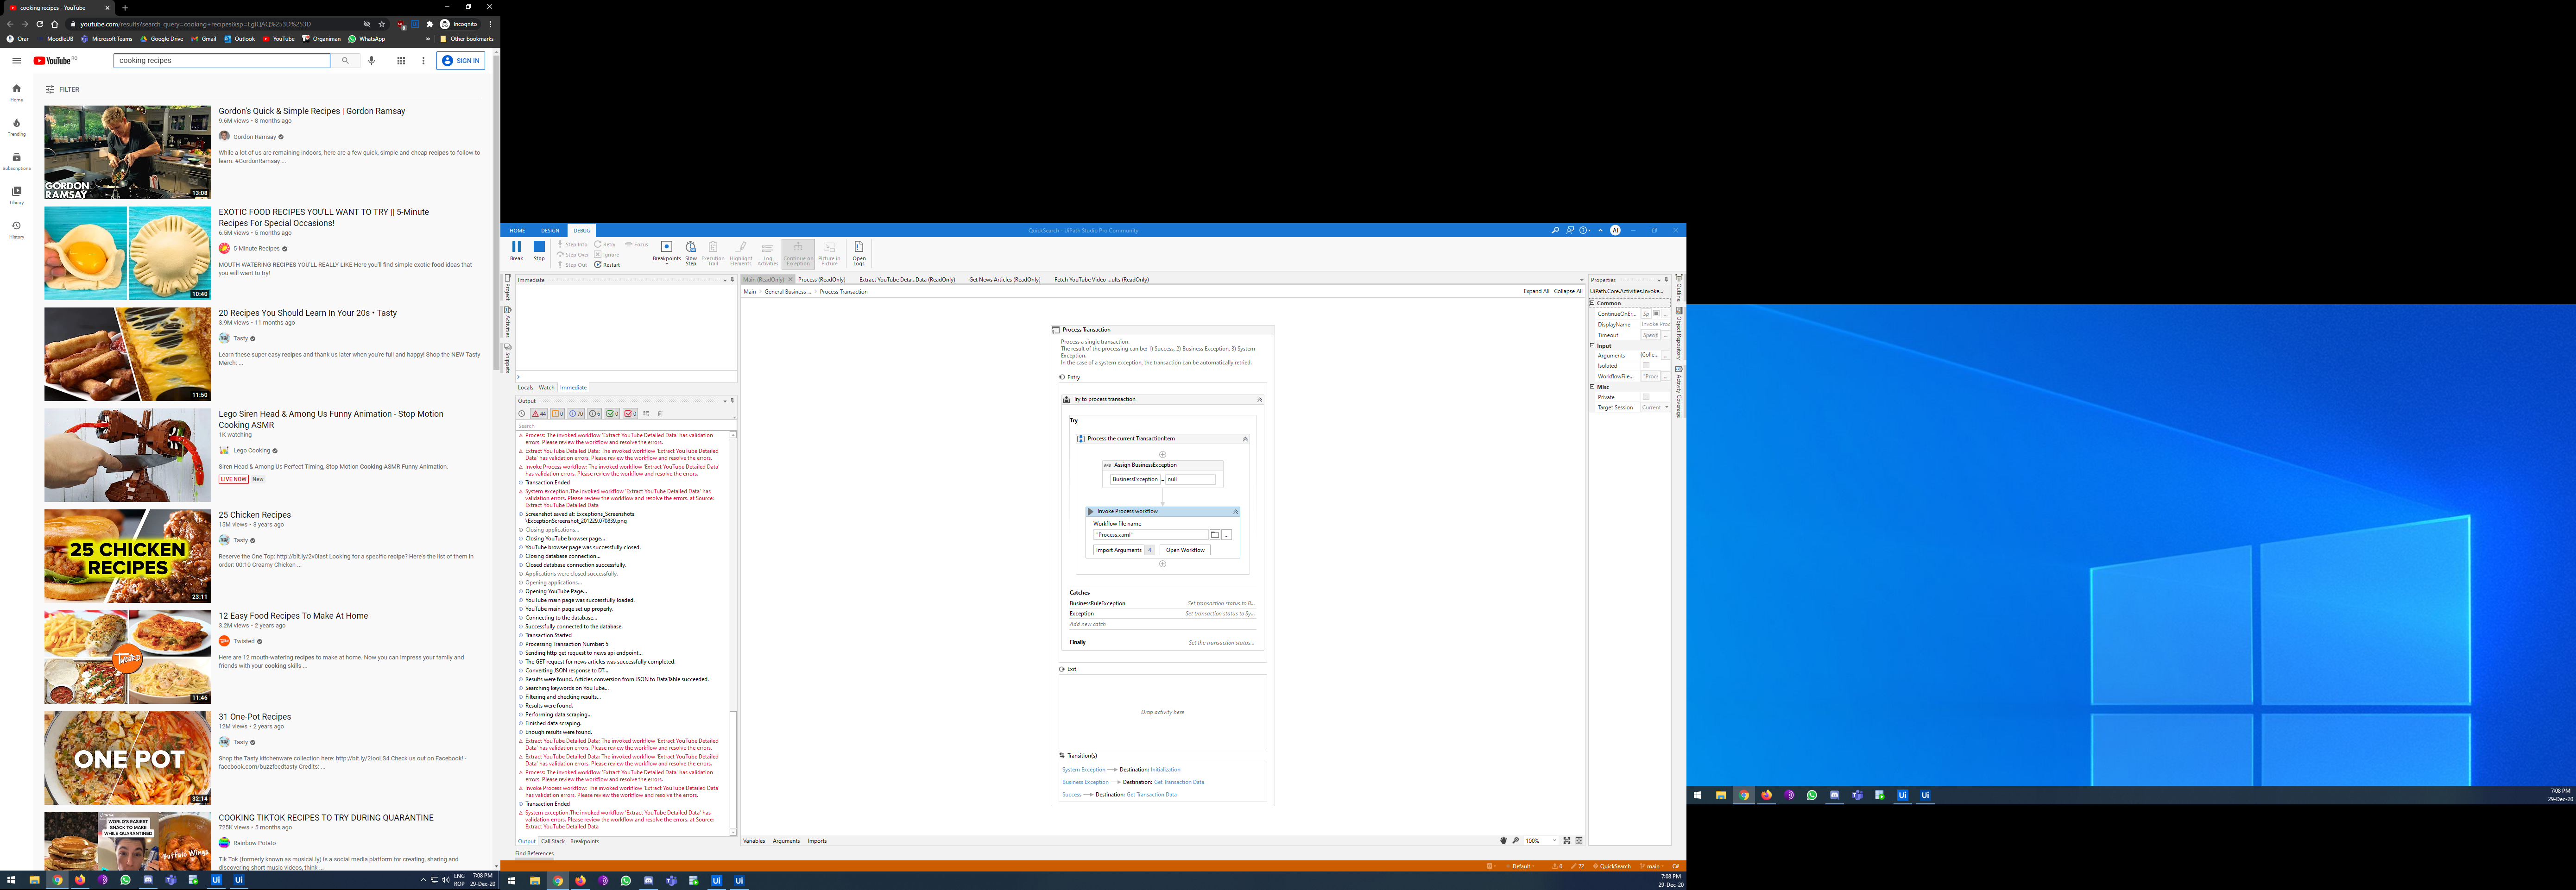 cooking recipes - YouTube
youtube.com/results?search_query=cooking+recipes&sp=EgIQAQ%253D%253D
Incognito
Orar
MoodleUB
Microsoft Teams
Google Drive
Gmail
Outlook
YouTube
Organiman
WhatsApp
Other bookmarks
YouTube RO
cooking recipes
SIGN IN
Home
Trending
Subscriptions
Library
History
FILTER
GORDON
RAMSAY
13:08
Gordon's Quick & Simple Recipes | Gordon Ramsay
9.6M views • 8 months ago
Gordon Ramsay
While a lot of us are remaining indoors, here are a few quick, simple and cheap recipes to follow to
learn. #GordonRamsay ...
10:40
EXOTIC FOOD RECIPES YOU'LL WANT TO TRY || 5-Minute
Recipes For Special Occasions!
6.5M views • 5 months ago
5-Minute Recipes
MOUTH-WATERING RECIPES YOU'LL REALLY LIKE Here you'll find simple exotic food ideas that
you will want to try!
11:50
20 Recipes You Should Learn In Your 20s • Tasty
3.9M views • 11 months ago
Tasty
Learn these super easy recipes and thank us later when you're full and happy! Shop the NEW Tasty
Merch: ...
Lego Siren Head & Among Us Funny Animation - Stop Motion
Cooking ASMR
1K watching
Lego Cooking
Siren Head & Among Us Perfect Timing, Stop Motion Cooking ASMR Funny Animation.
LIVE NOW
New
25 CHICKEN
RECIPES
23:11
25 Chicken Recipes
15M views • 3 years ago
Tasty
Reserve the One Top: http://bit.ly/2v0iast Looking for a specific recipe? Here's the list of them in
order: 00:10 Creamy Chicken ...
TWISTED
11:46
12 Easy Food Recipes To Make At Home
3.2M views • 2 years ago
Twisted
Here are 12 mouth-watering recipes to make at home. Now you can impress your family and
friends with your cooking skills ...
ONE POT
32:14
31 One-Pot Recipes
12M views • 2 years ago
Tasty
Shop the Tasty kitchenware collection here: http://bit.ly/2IooLS4 Check us out on Facebook! -
facebook.com/buzzfeedtasty Credits: ...
WORLD'S EASIEST
SNACK TO MAKE
WHILE QUARANTINED
Buffalo Wings
COOKING TIKTOK RECIPES TO TRY DURING QUARANTINE
725K views • 5 months ago
Rainbow Potato
Tik Tok (formerly known as musical.ly) is a social media platform for creating, sharing and
discovering short music videos, think ...
ENG
ROP
7:08 PM
29-Dec-20
HOME
DESIGN
DEBUG
QuickSearch - UiPath Studio Pro Community
AI
Break
Stop
Step Into
Step Over
Step Out
Retry
Ignore
Restart
Focus
Breakpoints
Slow
Step
Execution
Trail
Highlight
Elements
Log
Activities
Continue on
Exception
Picture in
Picture
Open
Logs
Project
Activities
Snippets
Immediate
Locals
Watch
Immediate
Output
44
0
70
6
0
0
Search
Process: The invoked workflow 'Extract YouTube Detailed Data' has validation
errors. Please review the workflow and resolve the errors.
Extract YouTube Detailed Data: The invoked workflow 'Extract YouTube Detailed
Data' has validation errors. Please review the workflow and resolve the errors.
Invoke Process workflow: The invoked workflow 'Extract YouTube Detailed Data'
has validation errors. Please review the workflow and resolve the errors.
Transaction Ended
System exception.The invoked workflow 'Extract YouTube Detailed Data' has
validation errors. Please review the workflow and resolve the errors. at Source:
Extract YouTube Detailed Data
Screenshot saved at: Exceptions_Screenshots
\ExceptionScreenshot_201229.070839.png
Closing applications...
Closing YouTube browser page...
YouTube browser page was successfully closed.
Closing database connection...
Closed database connection successfully.
Applications were closed successfully.
Opening applications...
Opening YouTube Page...
YouTube main page was successfully loaded.
YouTube main page set up properly.
Connecting to the database...
Successfully connected to the database.
Transaction Started
Processing Transaction Number: 5
Sending http get request to news api endpoint...
The GET request for news articles was successfully completed.
Converting JSON response to DT...
Results were found. Articles conversion from JSON to DataTable succeeded.
Searching keywords on YouTube...
Filtering and checking results...
Results were found.
Performing data scraping...
Finished data scraping.
Enough results were found.
Extract YouTube Detailed Data: The invoked workflow 'Extract YouTube Detailed
Data' has validation errors. Please review the workflow and resolve the errors.
Extract YouTube Detailed Data: The invoked workflow 'Extract YouTube Detailed
Data' has validation errors. Please review the workflow and resolve the errors.
Process: The invoked workflow 'Extract YouTube Detailed Data' has validation
errors. Please review the workflow and resolve the errors.
Invoke Process workflow: The invoked workflow 'Extract YouTube Detailed Data'
has validation errors. Please review the workflow and resolve the errors.
Transaction Ended
System exception.The invoked workflow 'Extract YouTube Detailed Data' has
validation errors. Please review the workflow and resolve the errors. at Source:
Extract YouTube Detailed Data
Output
Call Stack
Breakpoints
Find References
Main (ReadOnly)
Process (ReadOnly)
Extract YouTube Deta...Data (ReadOnly)
Get News Articles (ReadOnly)
Fetch YouTube Video ...ults (ReadOnly)
Main > General Business ... > Process Transaction
Expand All
Collapse All
Process Transaction
Process a single transaction.
The result of the processing can be: 1) Success, 2) Business Exception, 3) System
Exception.
In the case of a system exception, the transaction can be automatically retried.
Entry
Try to process transaction
Try
Process the current TransactionItem
Assign BusinessException
BusinessException = null
Invoke Process workflow
Workflow file name
"Process.xaml"
Import Arguments 4
Open Workflow
Catches
BusinessRuleException
Set transaction status to B...
Exception
Set transaction status to Sy...
Add new catch
Finally
Set the transaction status...
Exit
Drop activity here
Transition(s)
System Exception Destination: Initialization
Business Exception Destination: Get Transaction Data
Success Destination: Get Transaction Data
Variables
Arguments
Imports
100%
Properties
UiPath.Core.Activities.Invoke...
Common
ContinueOnEr...
DisplayName
Invoke Proc
Timeout
Input
Arguments
(Colle...
Isolated
WorkflowFile...
"Proce
Misc
Private
Target Session
Current
Outline
Object Repository
Activity Coverage
Default
0
72
QuickSearch
main
C#
7:08 PM
29-Dec-20
7:08 PM
29-Dec-20